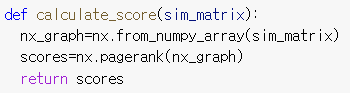 def calculate_score(sim_matrix):
  nx_graph=nx.from_numpy_array(sim_matrix)
  scores=nx.pagerank(nx_graph)
  return scores